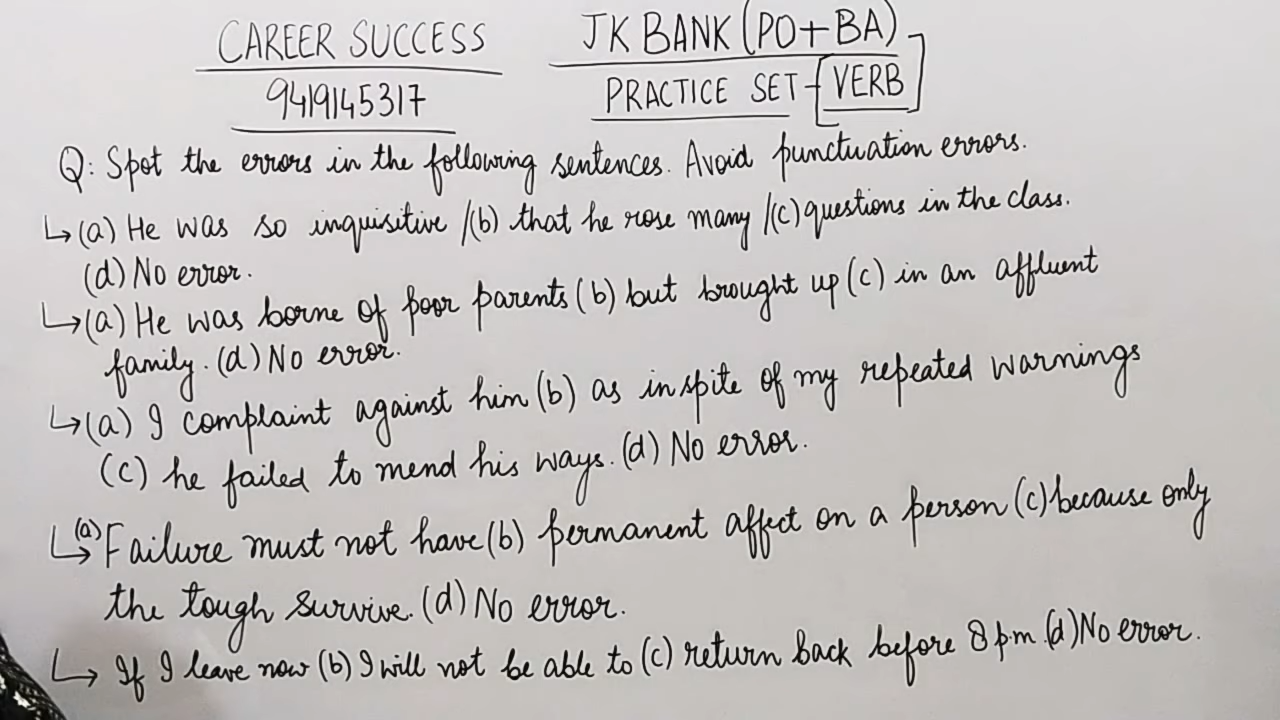 CAREER SUCCESS
9419145317
JK BANK (PO+BA)
PRACTICE SET - VERB
Q: Spot the errors in the following sentences. Avoid punctuation errors.
↳(a) He was so inquisitive /(b) that he rose many /(c) questions in the class.
(d) No error.
↳(a) He was borne of poor parents (b) but brought up (c) in an affluent
family. (d) No error.
↳(a) I complaint against him (b) as inspite of my repeated warnings
(c) he failed to mend his ways. (d) No error.
↳(a) Failure must not have (b) permanent affect on a person (c) because only
the tough survive. (d) No error.
↳ If I leave now (b) I will not be able to (c) return back before 8 pm. (d) No error.